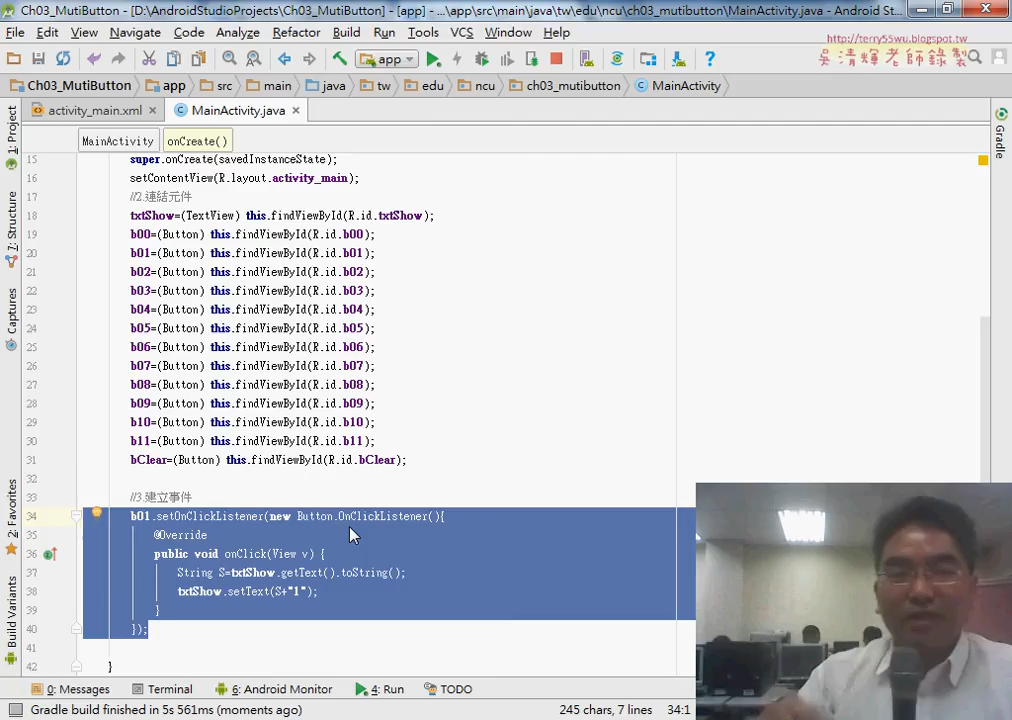 Ch03_MutiButton - [D:\AndroidStudioProjects\Ch03_MutiButton] - [app] - ...\app\src\main\java\tw\edu\ncu\ch03_mutibutton\MainActivity.java - Android St...
File Edit View Navigate Code Analyze Refactor Build Run Tools VCS Window Help
http://terry55wu.blogspot.tw
吳清輝老師錄製
app
Ch03_MutiButton app src main java tw edu ncu ch03_mutibutton MainActivity
activity_main.xml MainActivity.java
MainActivity onCreate()
15 super.onCreate(savedInstanceState);
16 setContentView(R.layout.activity_main);
17 //2.連結元件
18 txtShow=(TextView) this.findViewById(R.id.txtShow);
19 b00=(Button) this.findViewById(R.id.b00);
20 b01=(Button) this.findViewById(R.id.b01);
21 b02=(Button) this.findViewById(R.id.b02);
22 b03=(Button) this.findViewById(R.id.b03);
23 b04=(Button) this.findViewById(R.id.b04);
24 b05=(Button) this.findViewById(R.id.b05);
25 b06=(Button) this.findViewById(R.id.b06);
26 b07=(Button) this.findViewById(R.id.b07);
27 b08=(Button) this.findViewById(R.id.b08);
28 b09=(Button) this.findViewById(R.id.b09);
29 b10=(Button) this.findViewById(R.id.b10);
30 b11=(Button) this.findViewById(R.id.b11);
31 bClear=(Button) this.findViewById(R.id.bClear);
32
33 //3.建立事件
34 b01.setOnClickListener(new Button.OnClickListener(){
35 @Override
36 public void onClick(View v) {
37 String S=txtShow.getText().toString();
38 txtShow.setText(S+"1");
39 }
40 });
41
42 }
1: Project
7: Structure
Captures
2: Favorites
Build Variants
Gradle
0: Messages Terminal 6: Android Monitor 4: Run TODO
Gradle build finished in 5s 561ms (moments ago) 245 chars, 7 lines 34:1